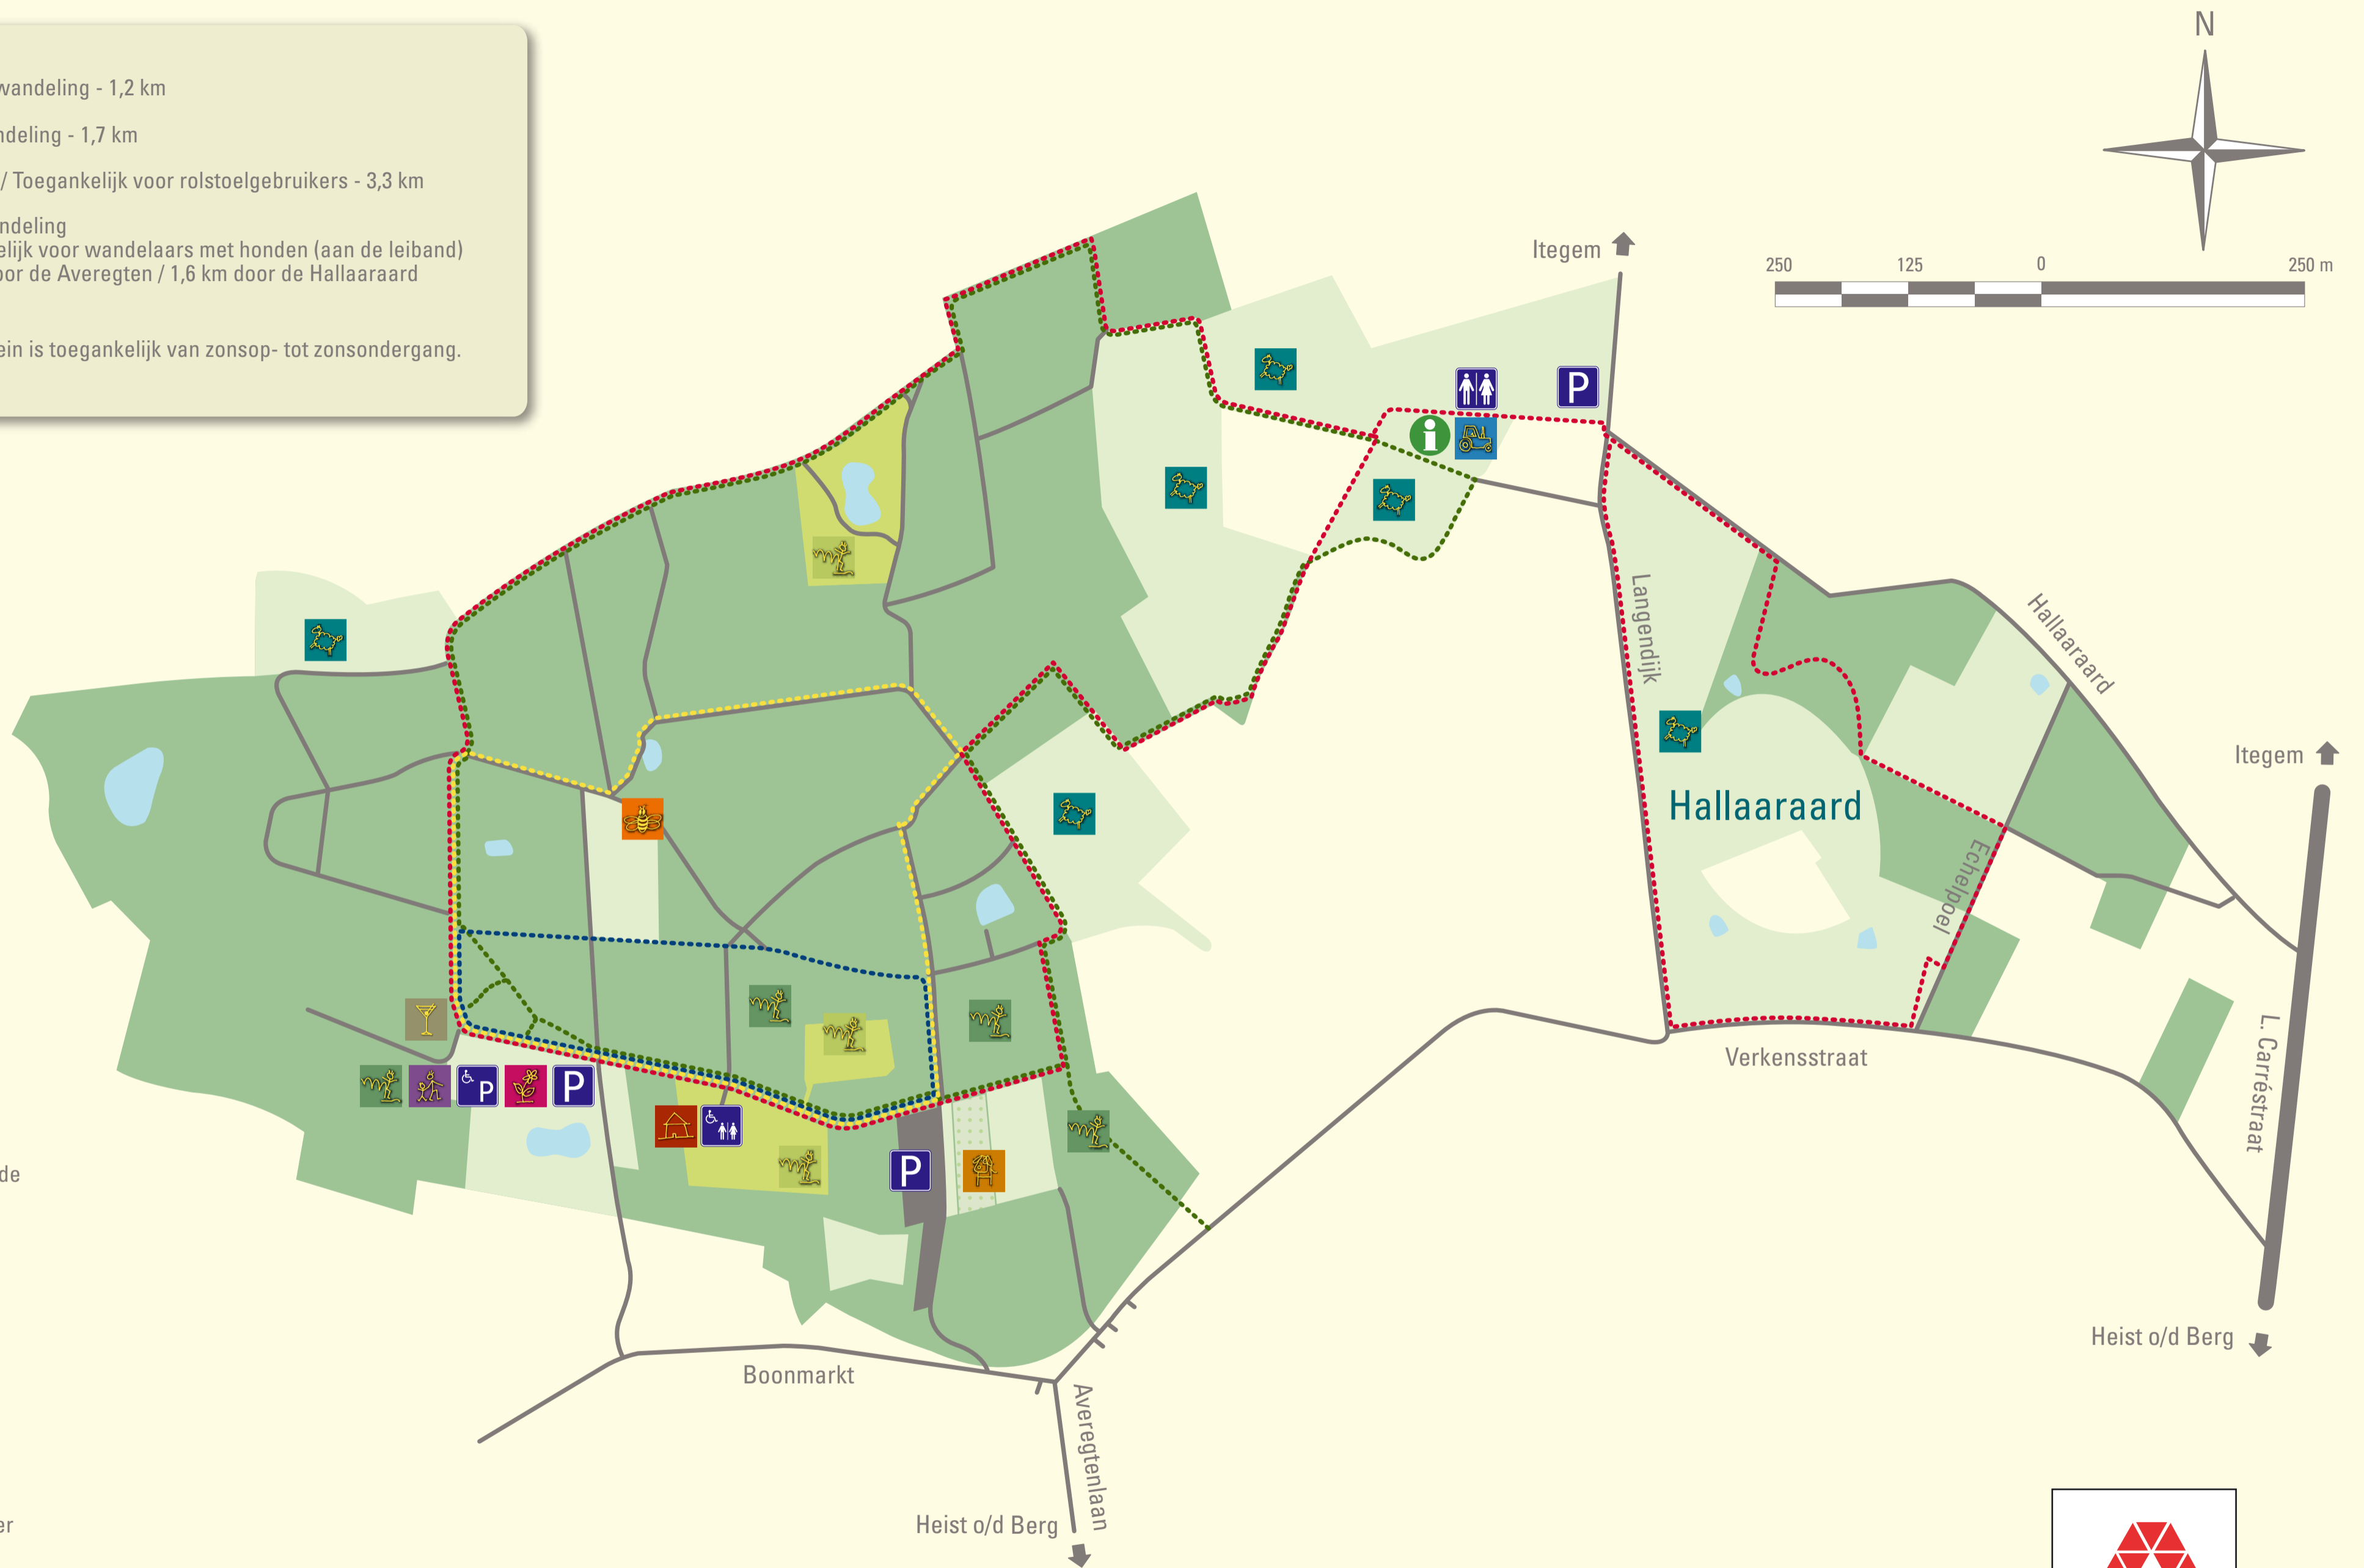 wandeling - 1,2 km
ndeling - 1,7 km
/ Toegankelijk voor rolstoelgebruikers - 3,3 km
ndeling
elijk voor wandelaars met honden (aan de leiband)
oor de Averegten / 1,6 km door de Hallaaraard
ein is toegankelijk van zonsop- tot zonsondergang.
N
250 125 0 250 m
Itegem
P
i
Langendijk
Hallaaraard
Itegem
Hallaaraard
Echelpoel
L. Carréstraat
Verkensstraat
P
P
P
de
Heist o/d Berg
Boonmarkt
Averegtenlaan
Heist o/d Berg
er